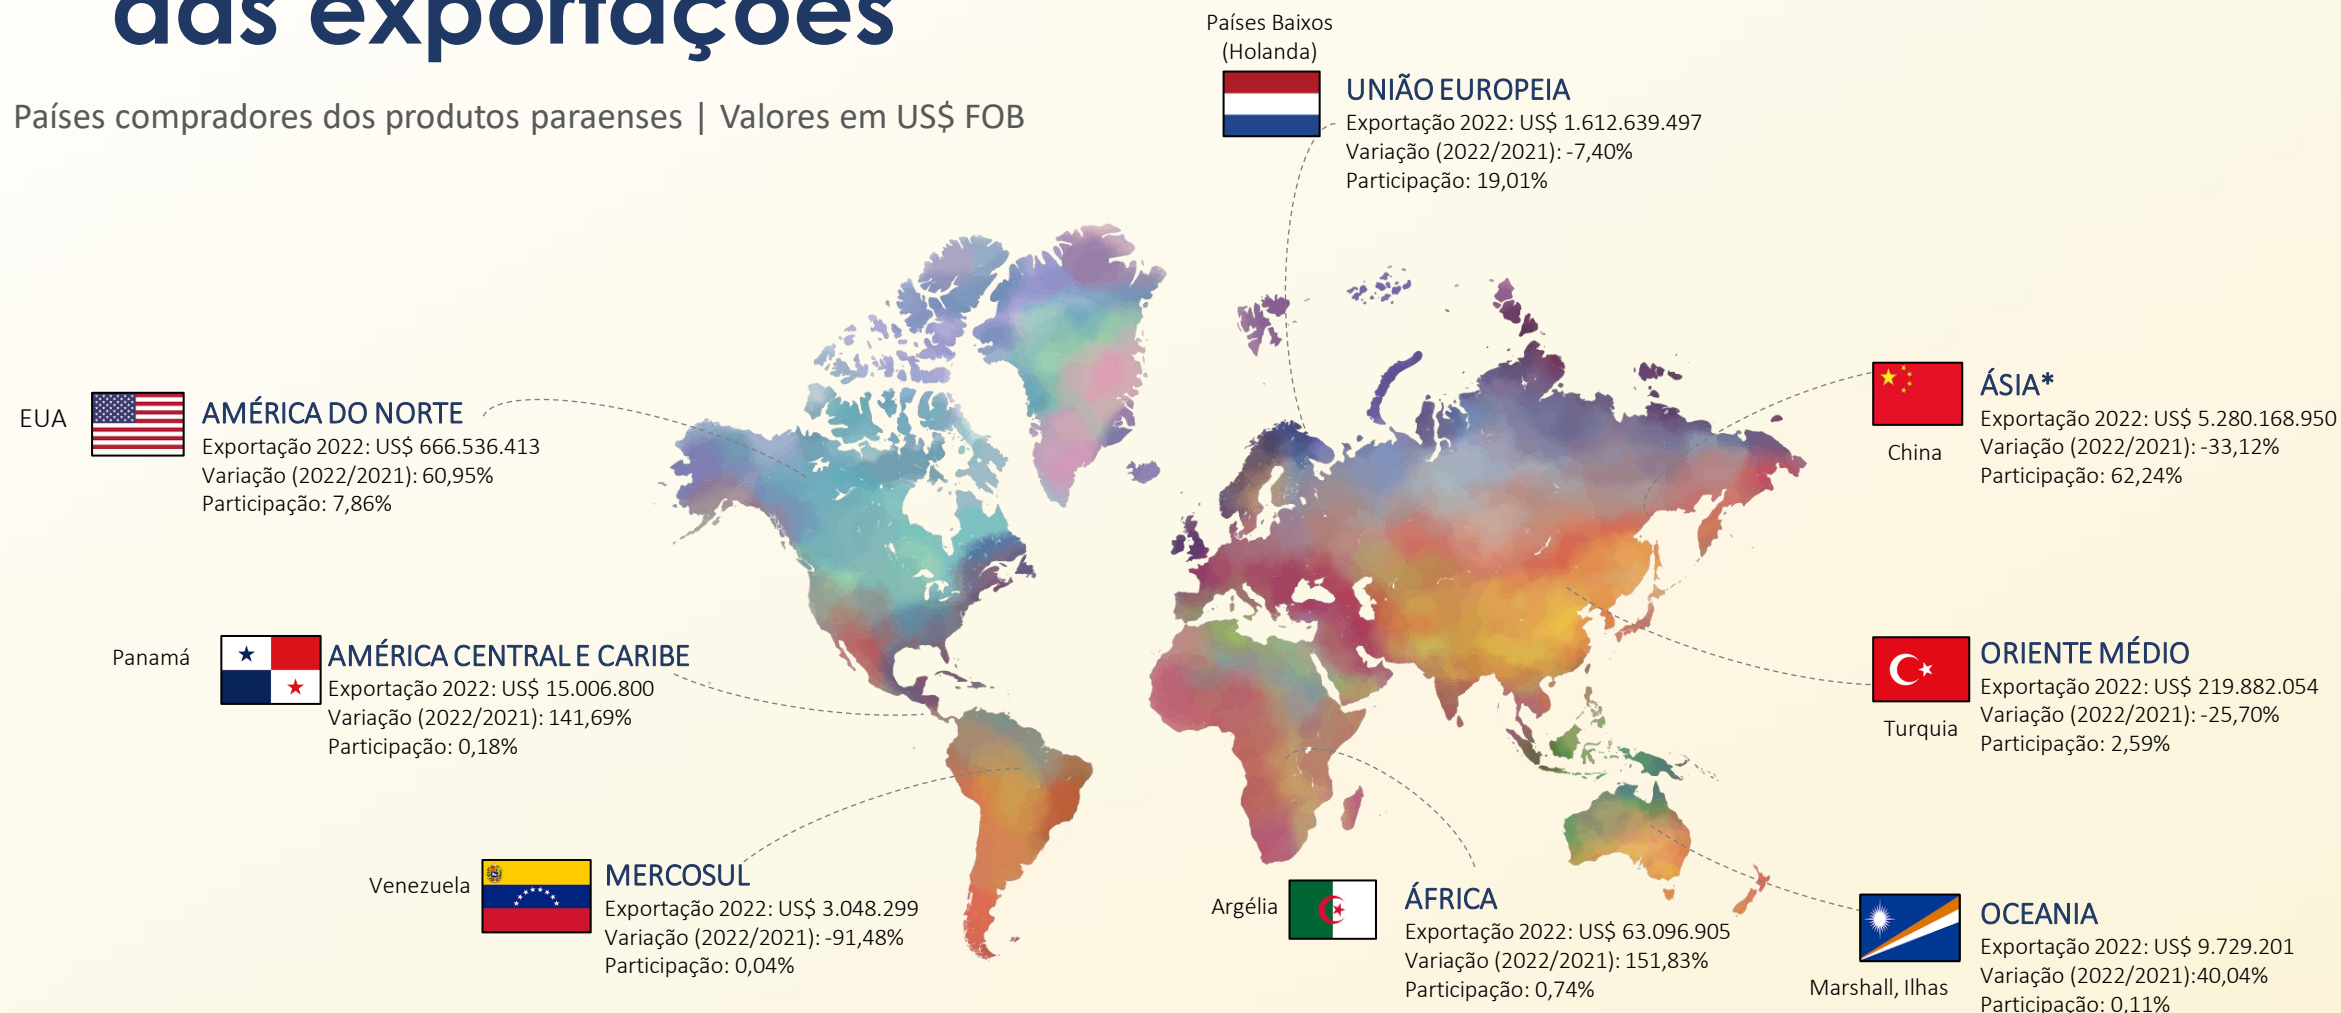 das exportações
Países compradores dos produtos paraenses | Valores em US$ FOB
Países Baixos
(Holanda)
UNIÃO EUROPEIA
Exportação 2022: US$ 1.612.639.497
Variação (2022/2021): -7,40%
Participação: 19,01%
EUA
AMÉRICA DO NORTE
Exportação 2022: US$ 666.536.413
Variação (2022/2021): 60,95%
Participação: 7,86%
China
ÁSIA*
Exportação 2022: US$ 5.280.168.950
Variação (2022/2021): -33,12%
Participação: 62,24%
Panamá
AMÉRICA CENTRAL E CARIBE
Exportação 2022: US$ 15.006.800
Variação (2022/2021): 141,69%
Participação: 0,18%
Turquia
ORIENTE MÉDIO
Exportação 2022: US$ 219.882.054
Variação (2022/2021): -25,70%
Participação: 2,59%
Venezuela
MERCOSUL
Exportação 2022: US$ 3.048.299
Variação (2022/2021): -91,48%
Participação: 0,04%
Argélia
ÁFRICA
Exportação 2022: US$ 63.096.905
Variação (2022/2021): 151,83%
Participação: 0,74%
Marshall, Ilhas
OCEANIA
Exportação 2022: US$ 9.729.201
Variação (2022/2021):40,04%
Participação: 0,11%